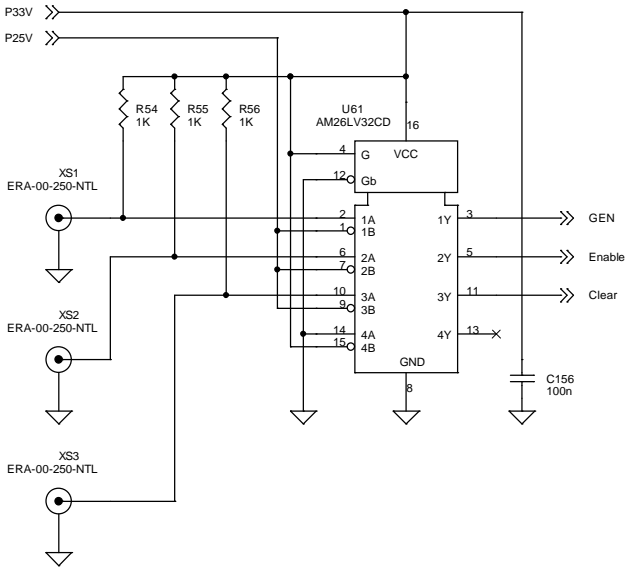 P33V
P25V
R54
1K
R55
1K
R56
1K
U61
AM26LV32CD
16
4
G
VCC
12
Gb
XS1
ERA-00-250-NTL
2
1A
1Y
3
GEN
1
1B
6
2A
2Y
5
Enable
7
2B
10
3A
3Y
11
Clear
9
3B
XS2
ERA-00-250-NTL
14
4A
4Y
13
15
4B
GND
8
C156
100n
XS3
ERA-00-250-NTL